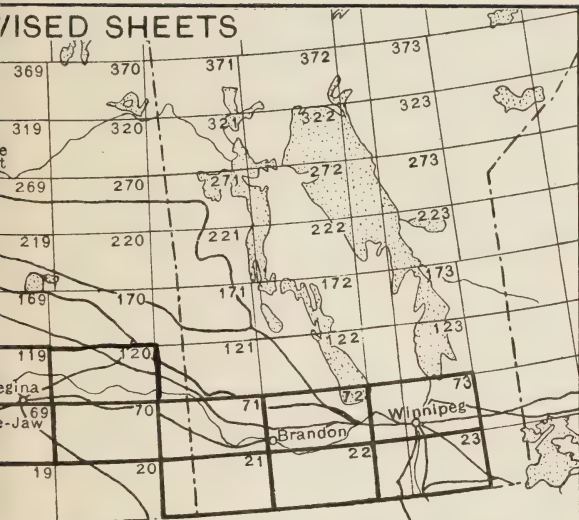 VISED SHEETS
369 370 371 372 373
319 320 321 322 323
e
t
269 270 271 272 273
219 220 221 222 223
169 170 171 172 173
119 120 121 122 123
egina
69 70 71 72 73
e-Jaw
Winnipeg
Brandon
19 20 21 22 23